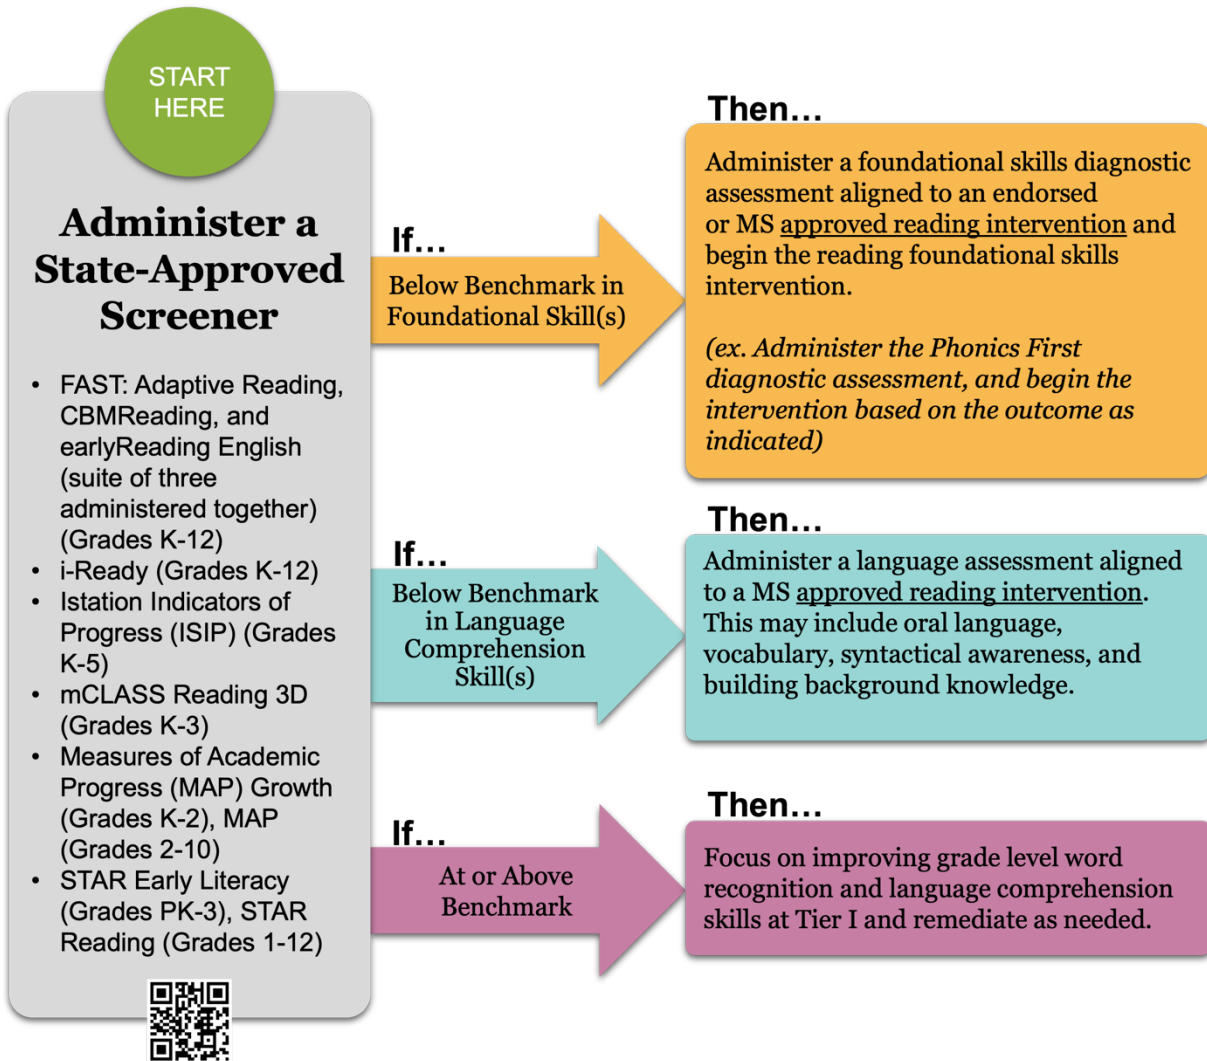 START
HERE
Administer a
State-Approved
Screener
• FAST: Adaptive Reading,
CBMReading, and
earlyReading English
(suite of three
administered together)
(Grades K-12)
• i-Ready (Grades K-12)
• Istation Indicators of
Progress (ISIP) (Grades
K-5)
• mCLASS Reading 3D
(Grades K-3)
• Measures of Academic
Progress (MAP) Growth
(Grades K-2), MAP
(Grades 2-10)
• STAR Early Literacy
(Grades PK-3), STAR
Reading (Grades 1-12)
If...
Below Benchmark in
Foundational Skill(s)
Then...
Administer a foundational skills diagnostic
assessment aligned to an endorsed
or MS approved reading intervention and
begin the reading foundational skills
intervention.
(ex. Administer the Phonics First
diagnostic assessment, and begin the
intervention based on the outcome as
indicated)
If...
Below Benchmark
in Language
Comprehension
Skill(s)
Then...
Administer a language assessment aligned
to a MS approved reading intervention.
This may include oral language,
vocabulary, syntactical awareness, and
building background knowledge.
If...
At or Above
Benchmark
Then...
Focus on improving grade level word
recognition and language comprehension
skills at Tier I and remediate as needed.